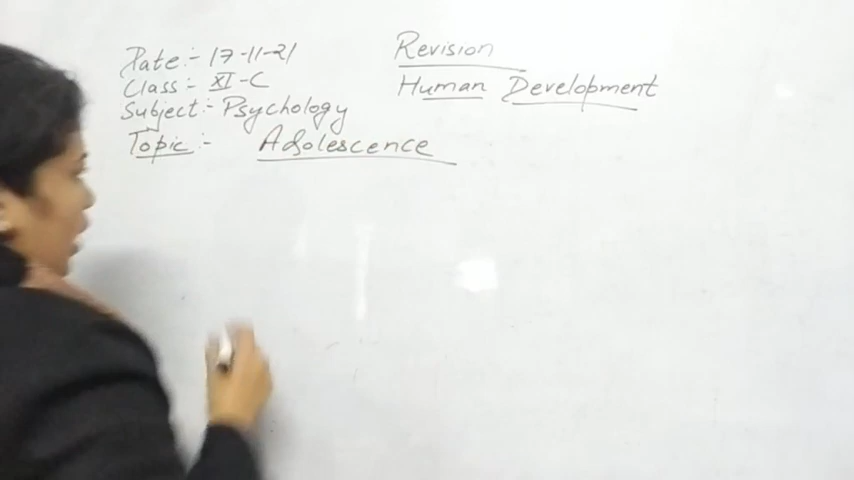 Date:- 17-11-21
Class:- XI-C
Subject:- Psychology
Topic:- Adolescence
Revision
Human Development